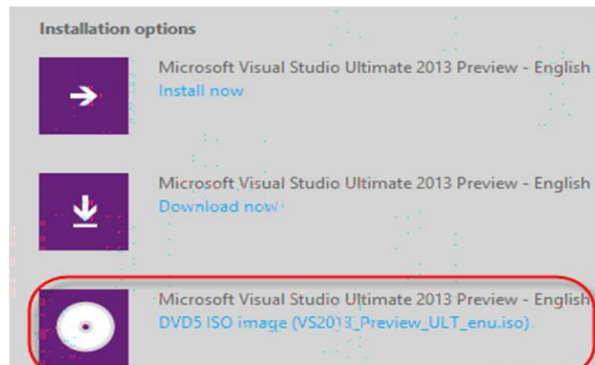 Installation options
Microsoft Visual Studio Ultimate 2013 Preview - English
Install now
Microsoft Visual Studio Ultimate 2013 Preview - English
Download now
Microsoft Visual Studio Ultimate 2013 Preview - English
DVD5 ISO image (VS2013_Preview_ULT_enu.iso)